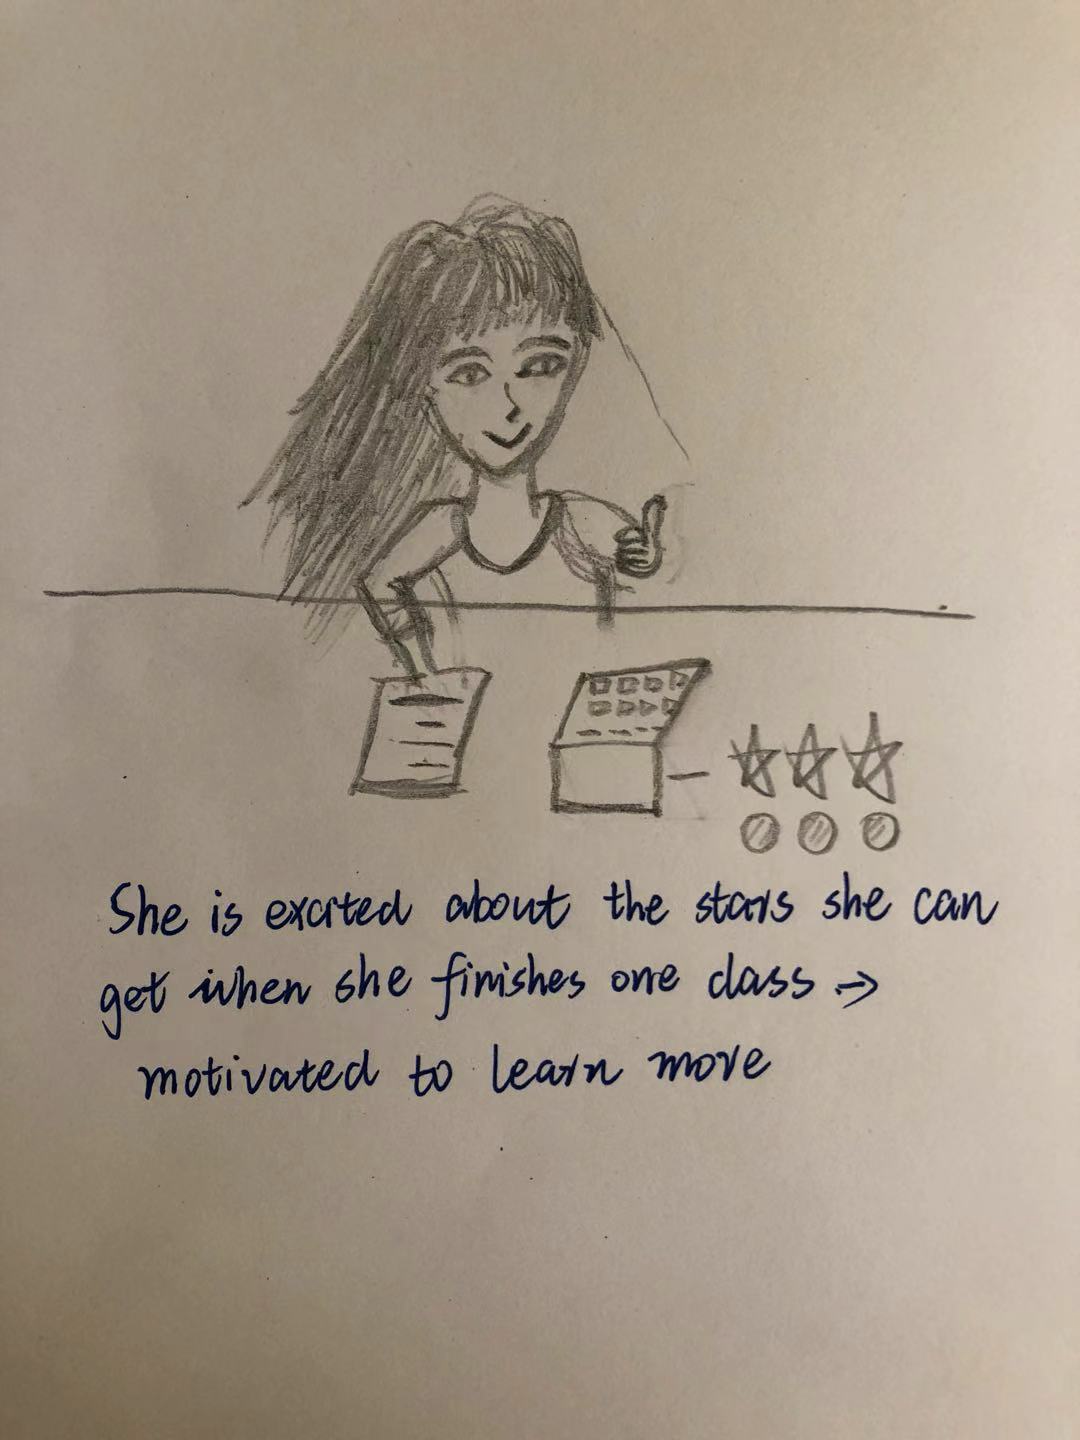 She is excited about the stars she can
get when she finishes one class →
motivated to learn more